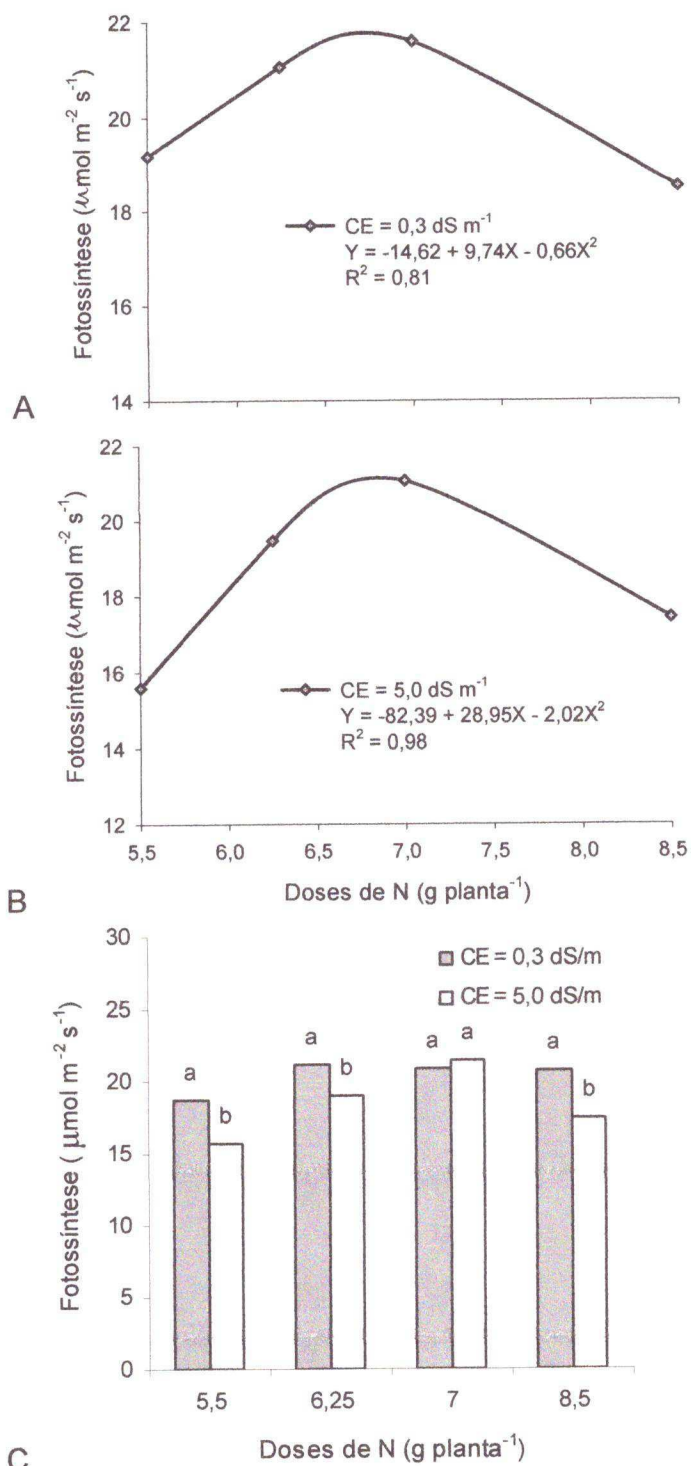 22
20
18
16
14
Fotossíntese (μmol m⁻² s⁻¹)
CE = 0,3 dS m⁻¹
Y = -14,62 + 9,74X - 0,66X²
R² = 0,81
A
22
20
18
16
14
12
Fotossíntese (μmol m⁻² s⁻¹)
CE = 5,0 dS m⁻¹
Y = -82,39 + 28,95X - 2,02X²
R² = 0,98
5,5 6,0 6,5 7,0 7,5 8,0 8,5
Doses de N (g planta⁻¹)
B
30
25
20
15
10
5
0
Fotossíntese ( μmol m⁻² s⁻¹)
CE = 0,3 dS/m
CE = 5,0 dS/m
a b a b a a a b
5,5 6,25 7 8,5
Doses de N (g planta⁻¹)
C